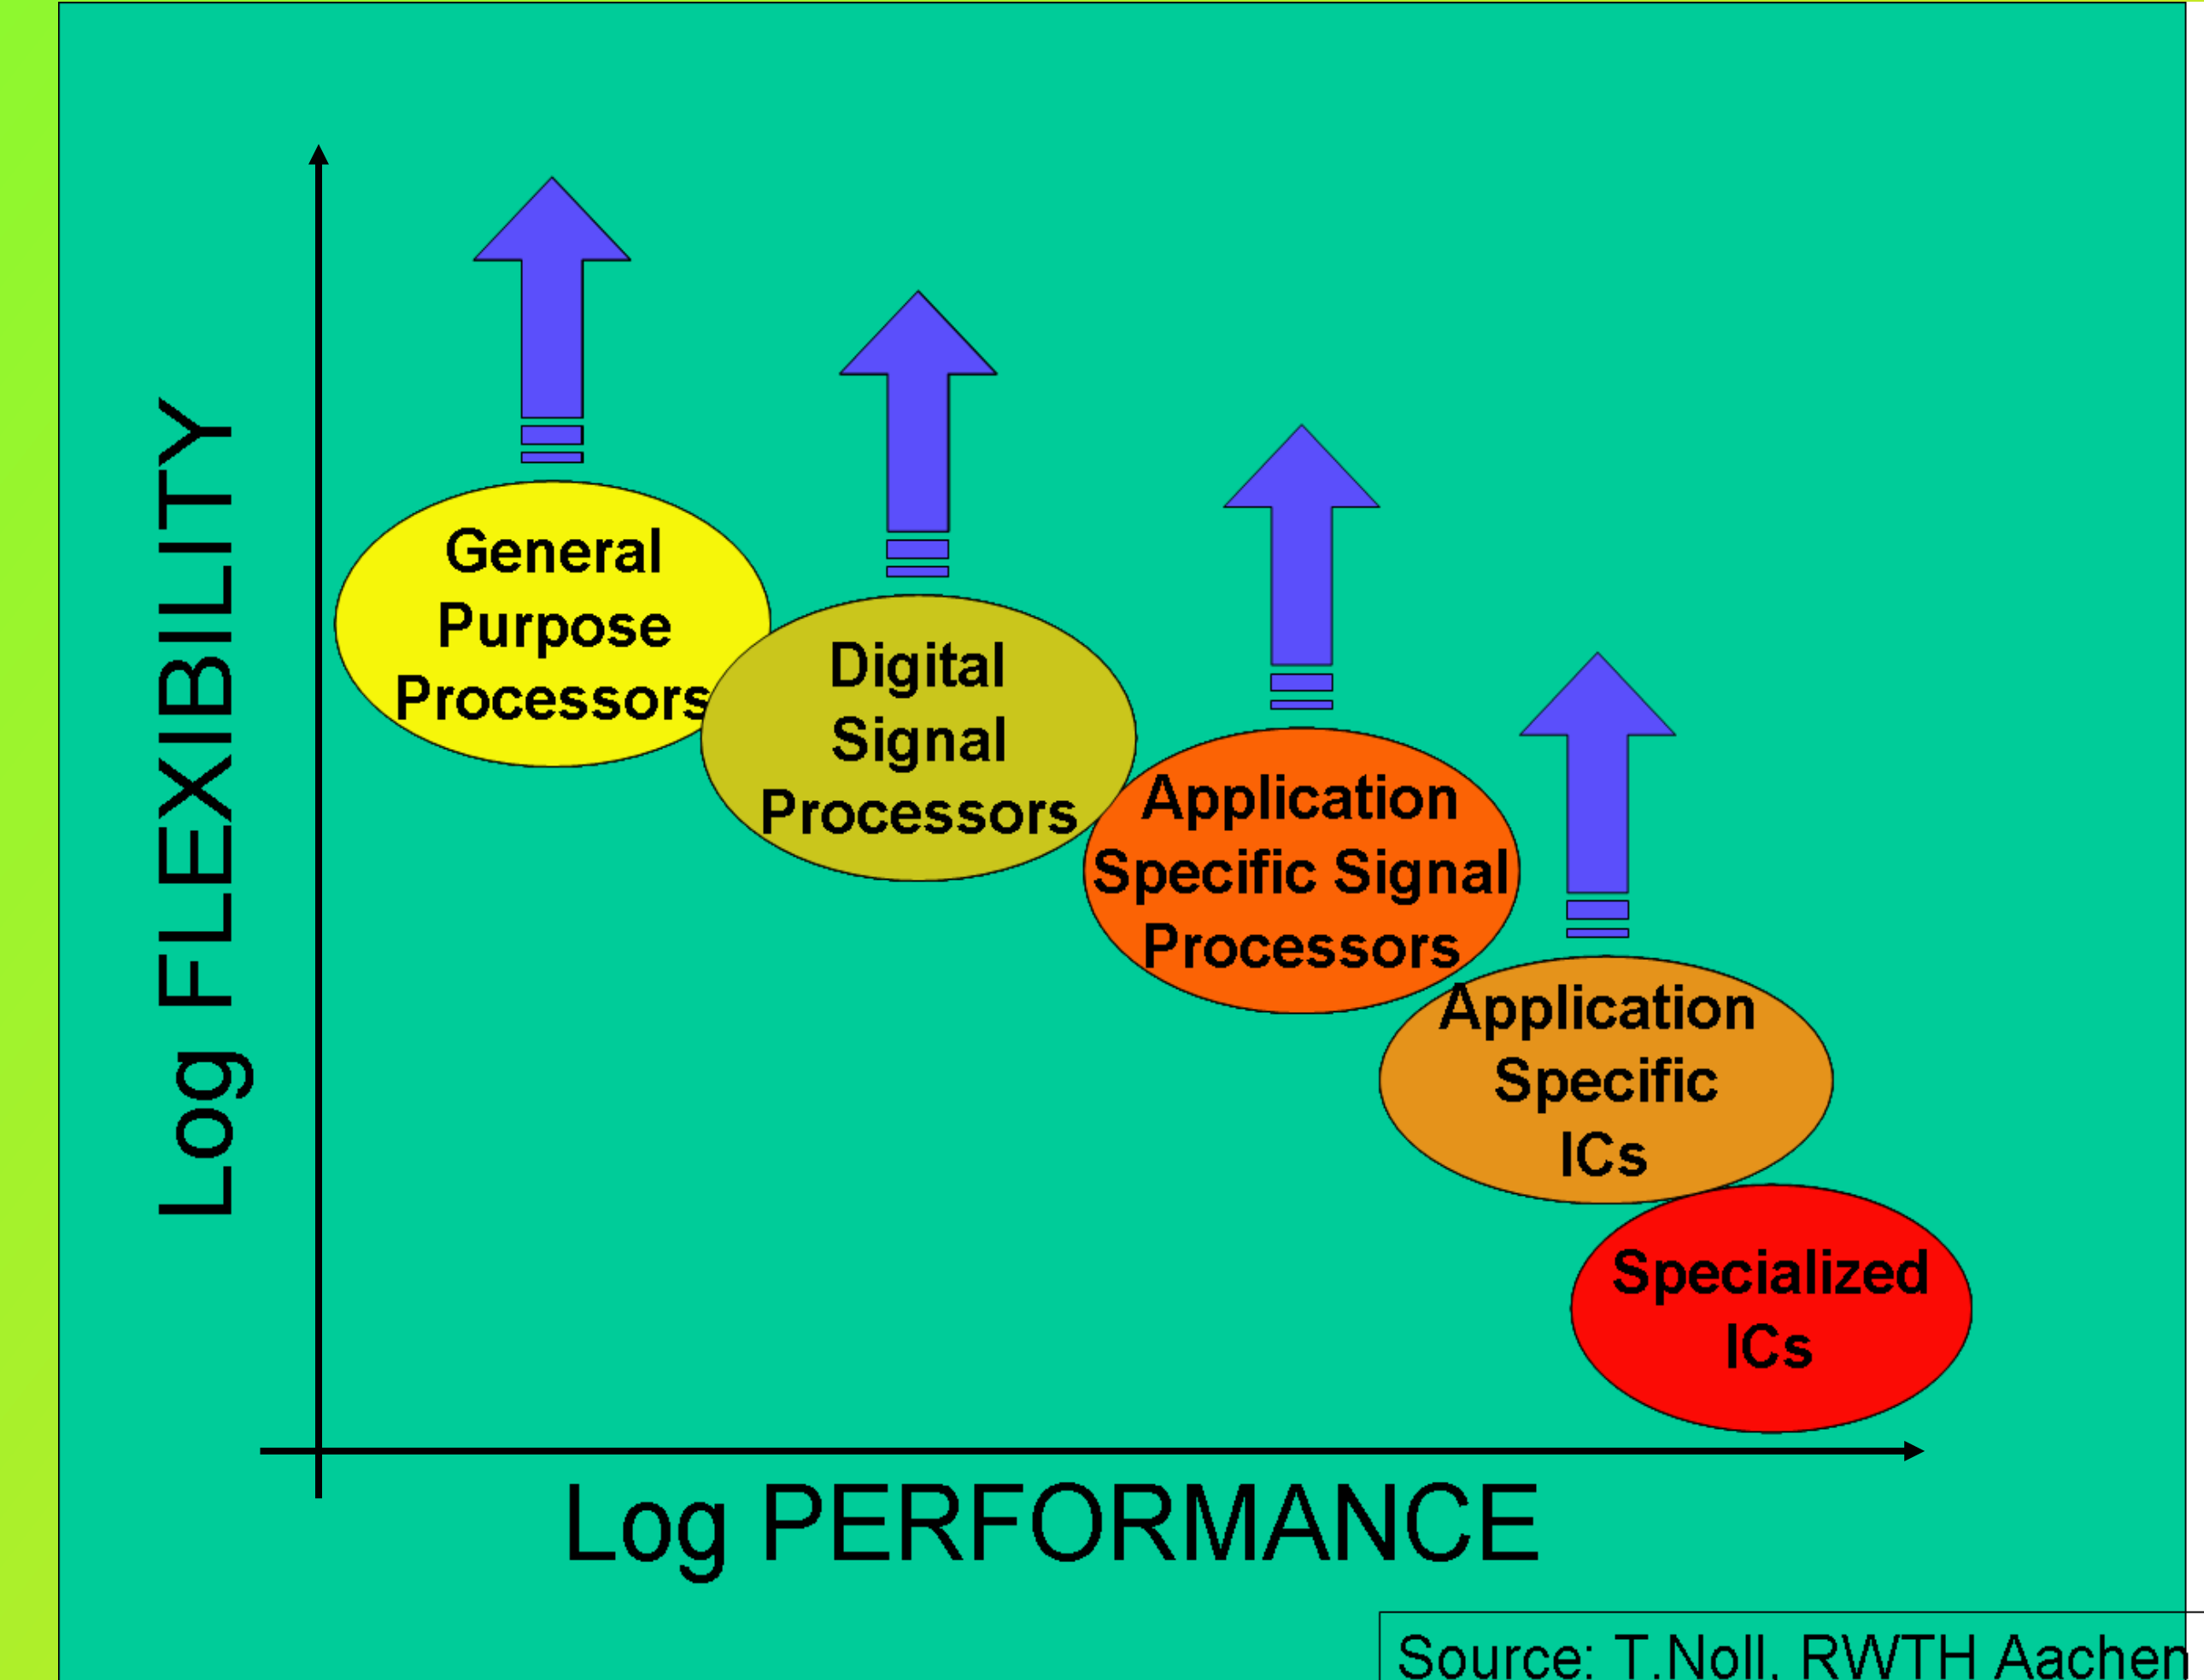 Log FLEXIBILITY
General
Purpose
Processors
Digital
Signal
Processors
Application
Specific Signal
Processors
Application
Specific
ICs
Specialized
ICs
Log PERFORMANCE
Source: T.Noll, RWTH Aachen